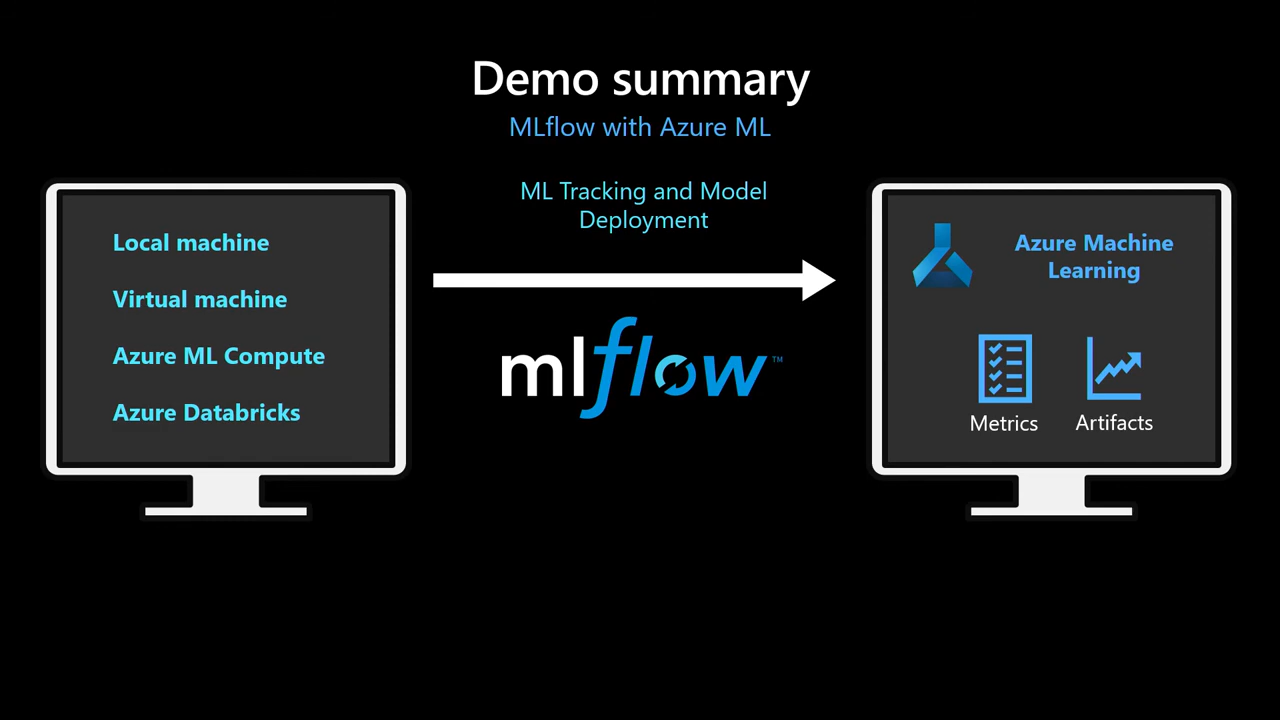 Demo summary
MLflow with Azure ML
ML Tracking and Model
Deployment
Local machine
Virtual machine
Azure ML Compute
Azure Databricks
mlflow™
Azure Machine
Learning
Metrics
Artifacts